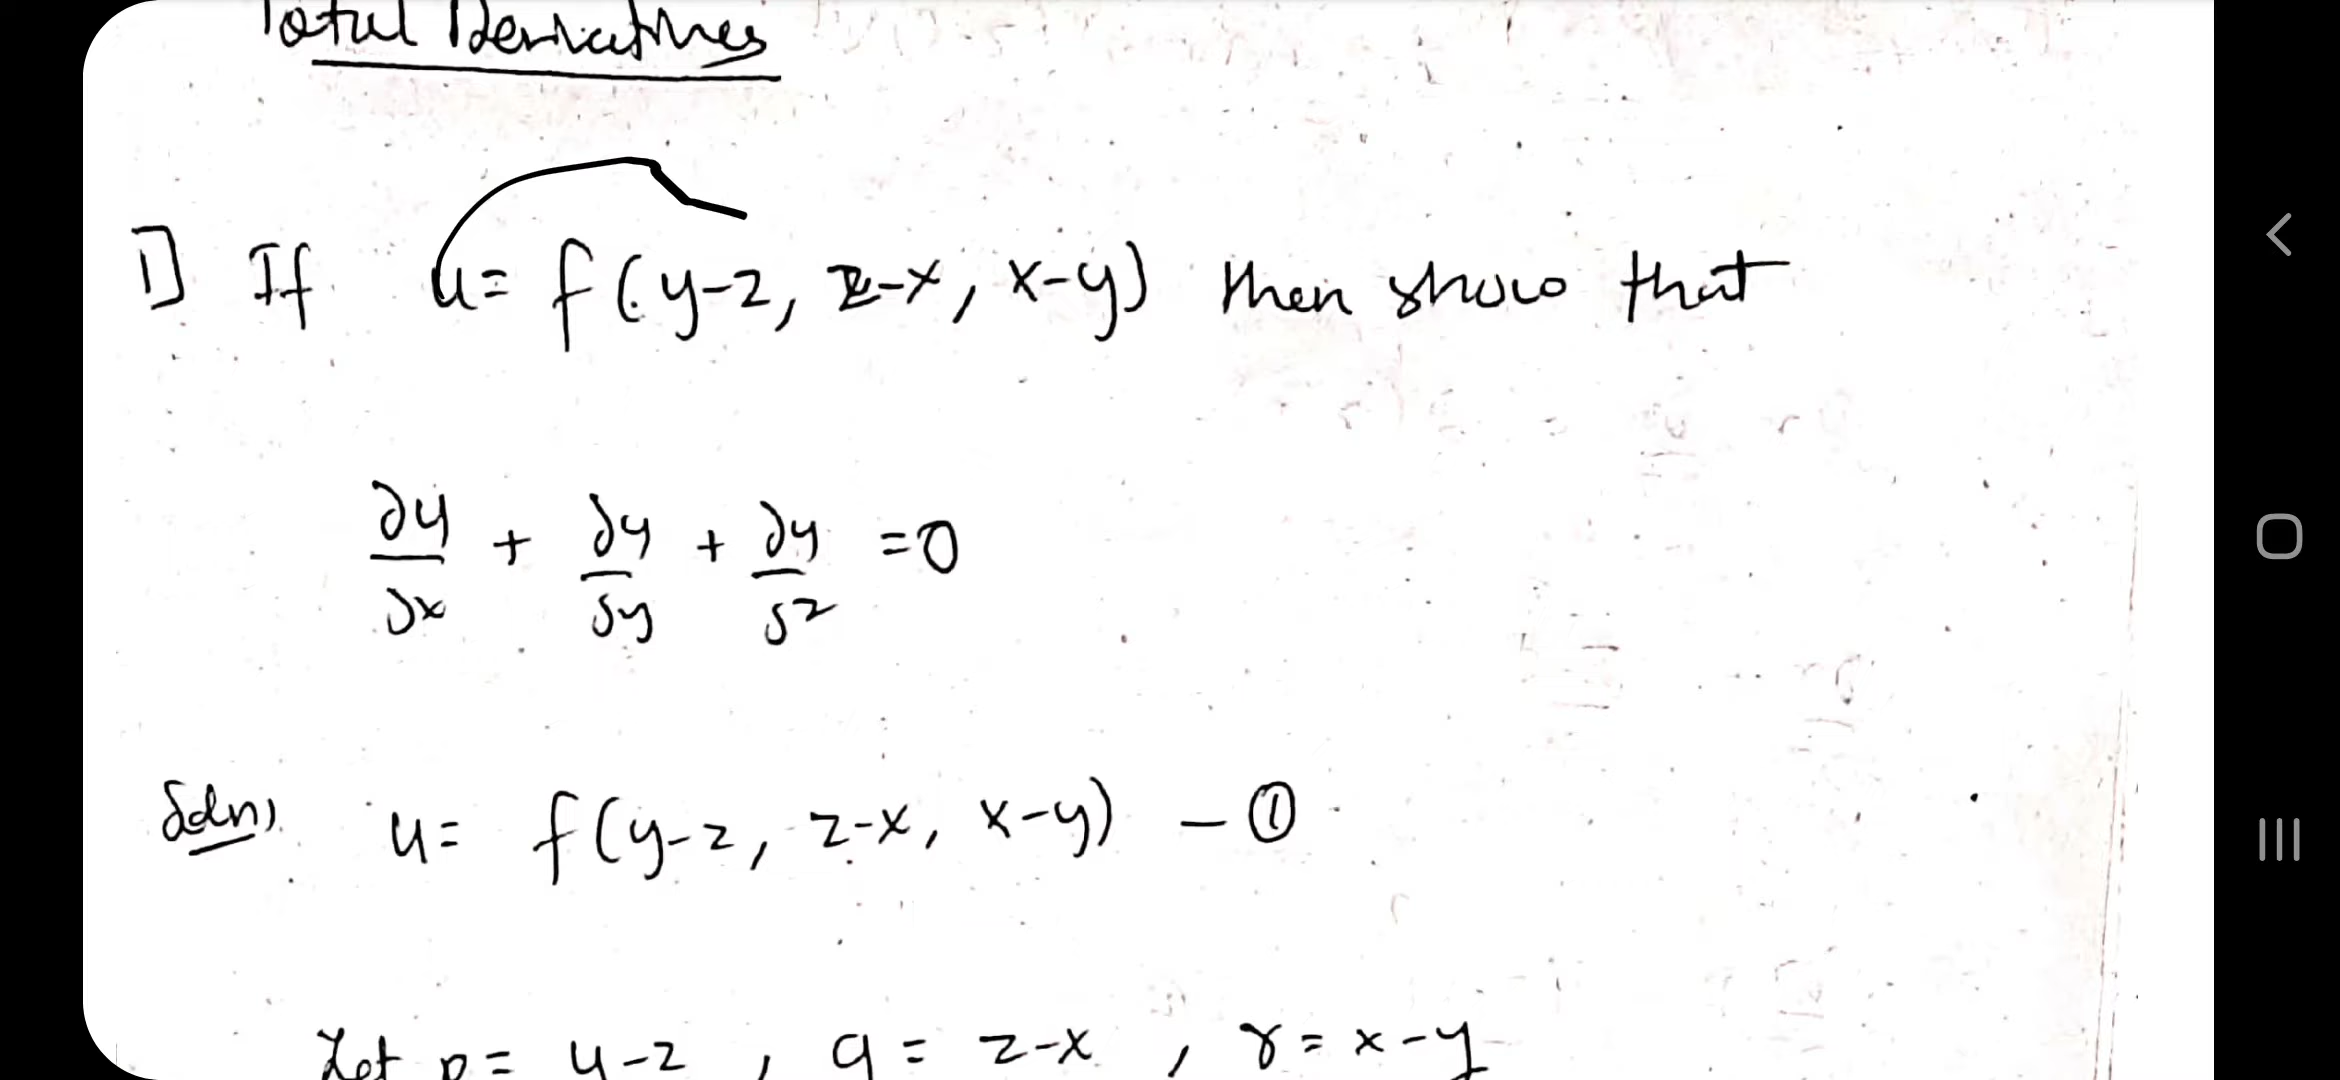 Total Derivatives
1] If u = f(y-z, z-x, x-y) then show that
∂u/∂x + ∂u/∂y + ∂u/∂z = 0
Soln). u = f(y-z, z-x, x-y) — ①
Let p = y-z , q = z-x , r = x-y